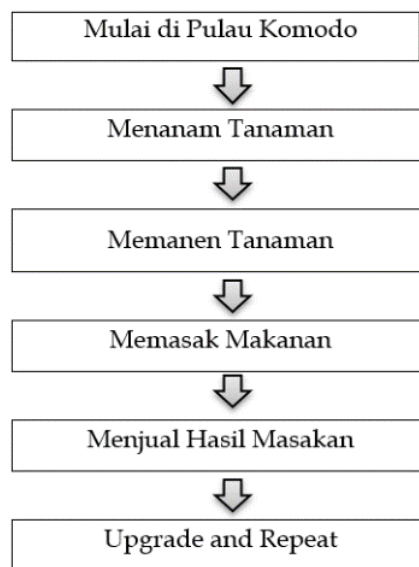 Mulai di Pulau Komodo
Menanam Tanaman
Memanen Tanaman
Memasak Makanan
Menjual Hasil Masakan
Upgrade and Repeat